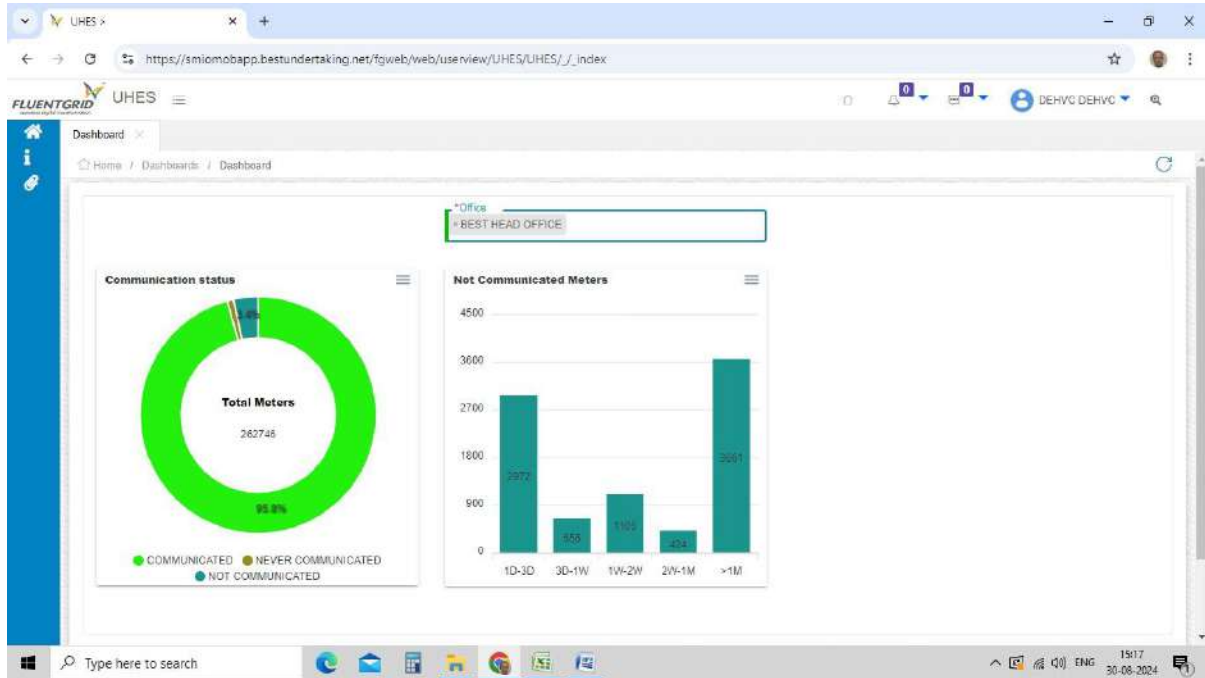 UHES >
https://smiomobapp.bestundertaking.net/fgweb/web/userview/UHES/UHES/_/_index
FLUENTGRID
UHES
0
0
DEHVC DEHVC
Dashboard
Home / Dashboards / Dashboard
*Office
× BEST HEAD OFFICE
Communication status
3.4%
Total Meters
262746
95.8%
COMMUNICATED
NEVER COMMUNICATED
NOT COMMUNICATED
Not Communicated Meters
4500
3600
2700
1800
900
0
2972
1105
424
3661
1D-3D
3D-1W
1W-2W
2W-1M
>1M
Type here to search
ENG
15:17
30-08-2024